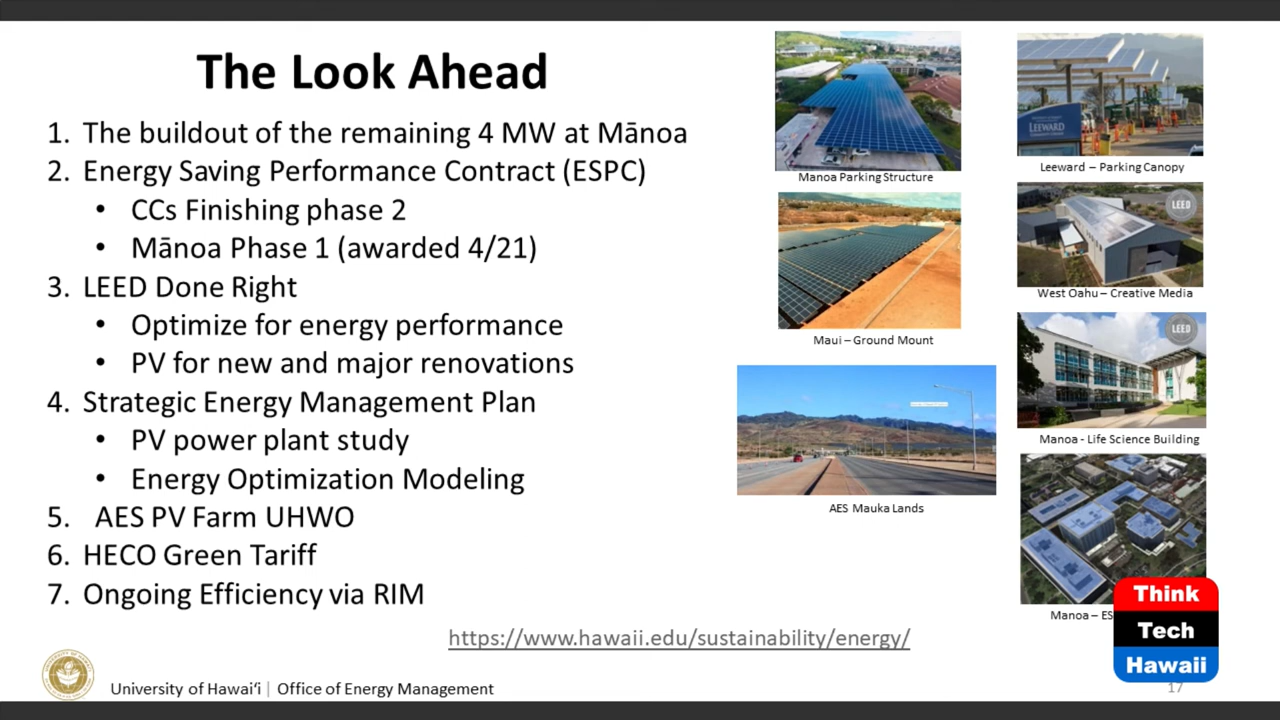 The Look Ahead
1. The buildout of the remaining 4 MW at Mānoa
2. Energy Saving Performance Contract (ESPC)
• CCs Finishing phase 2
• Mānoa Phase 1 (awarded 4/21)
3. LEED Done Right
• Optimize for energy performance
• PV for new and major renovations
4. Strategic Energy Management Plan
• PV power plant study
• Energy Optimization Modeling
5. AES PV Farm UHWO
6. HECO Green Tariff
7. Ongoing Efficiency via RIM
https://www.hawaii.edu/sustainability/energy/
Manoa Parking Structure
Maui – Ground Mount
AES Mauka Lands
LEEWARD
Leeward – Parking Canopy
LEED
West Oahu – Creative Media
LEED
Manoa - Life Science Building
Manoa – ES
Think
Tech
Hawaii
University of Hawaiʻi | Office of Energy Management
17